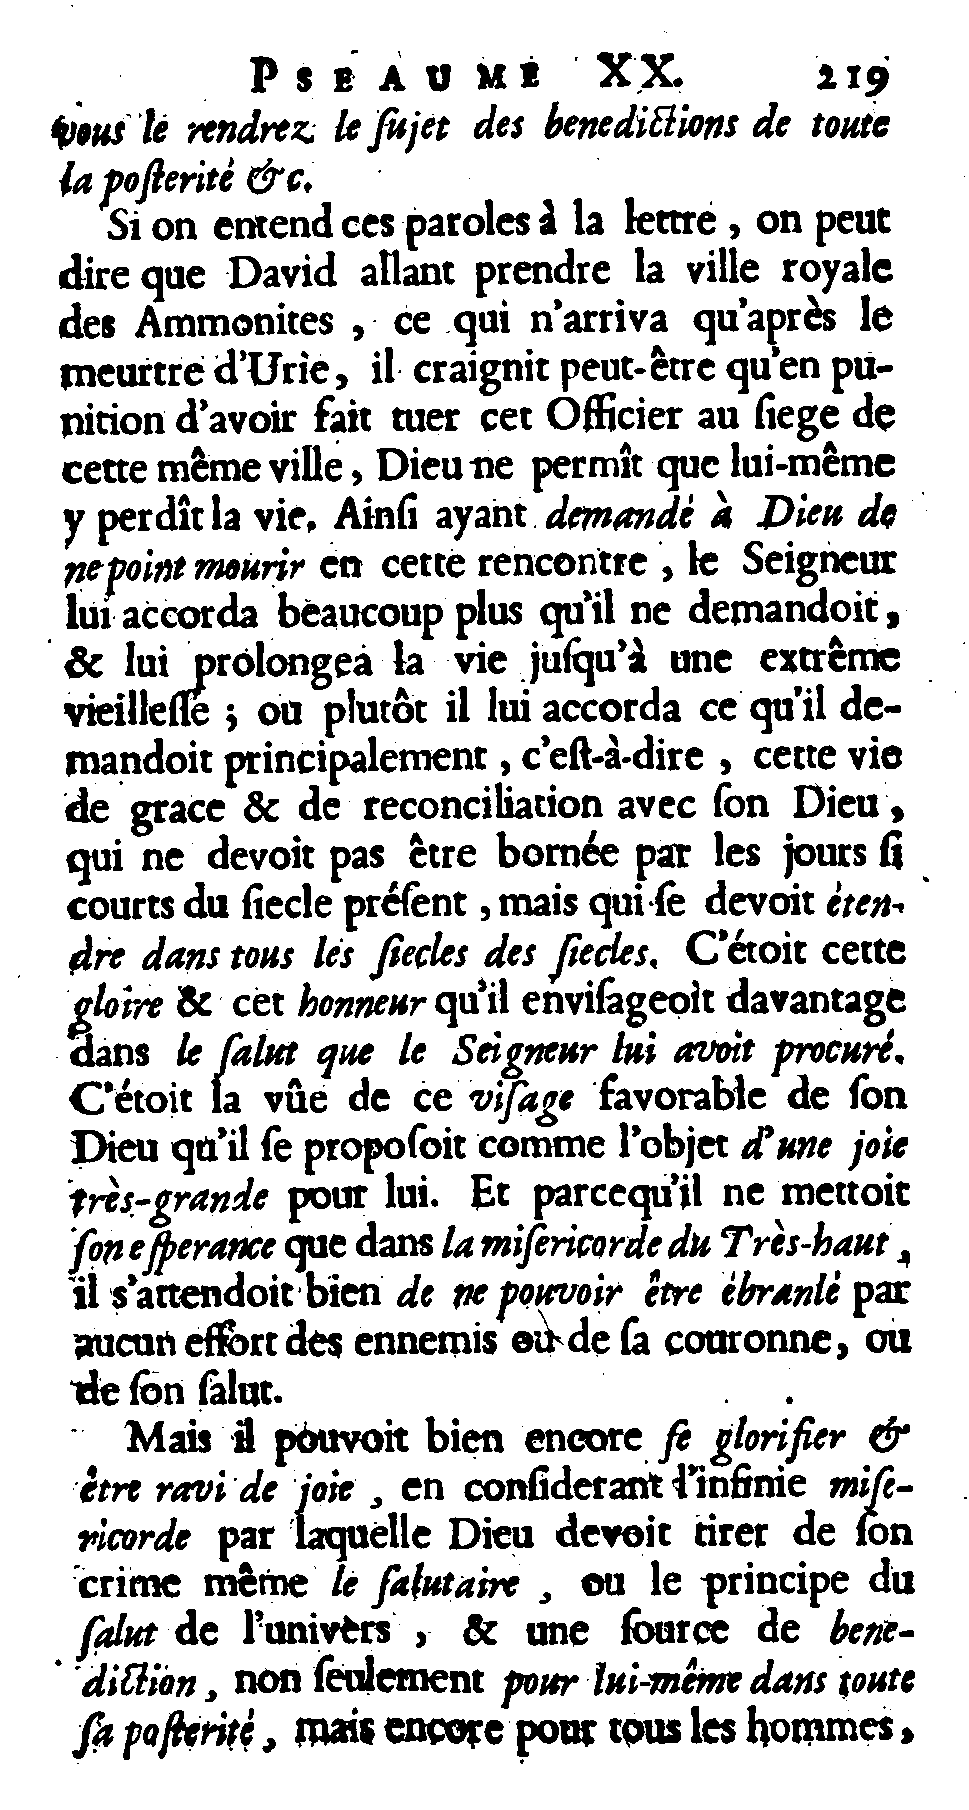 PSEAUME XX. 219
vous le rendrez le ſujet des benedictions de toute
la poſterité &c.
Si on entend ces paroles à la lettre, on peut
dire que David allant prendre la ville royale
des Ammonites, ce qui n'arriva qu'après le
meurtre d'Urie, il craignit peut-être qu'en pu-
nition d'avoir fait tuer cet Officier au ſiege de
cette même ville, Dieu ne permît que lui-même
y perdît la vie. Ainſi ayant demandé à Dieu de
ne point mourir en cette rencontre, le Seigneur
lui accorda beaucoup plus qu'il ne demandoit,
& lui prolongea la vie juſqu'à une extrême
vieilleſſe ; ou plutôt il lui accorda ce qu'il de-
mandoit principalement, c'eſt-à-dire, cette vie
de grace & de reconciliation avec ſon Dieu,
qui ne devoit pas être bornée par les jours ſi
courts du ſiecle préſent, mais qui ſe devoit éten-
dre dans tous les ſiecles des ſiecles. C'étoit cette
gloire & cet honneur qu'il enviſageoit davantage
dans le ſalut que le Seigneur lui avoit procuré.
C'étoit la vûe de ce viſage favorable de ſon
Dieu qu'il ſe propoſoit comme l'objet d'une joie
très-grande pour lui. Et parcequ'il ne mettoit
ſon eſperance que dans la miſericorde du Très-haut,
il s'attendoit bien de ne pouvoir être ébranlé par
aucun effort des ennemis ou de ſa couronne, ou
de ſon ſalut.
Mais il pouvoit bien encore ſe glorifier &
être ravi de joie, en conſiderant l'infinie miſe-
ricorde par laquelle Dieu devoit tirer de ſon
crime même le ſalutaire, ou le principe du
ſalut de l'univers, & une ſource de bene-
diction, non ſeulement pour lui-même dans toute
ſa poſterité, mais encore pour tous les hommes,